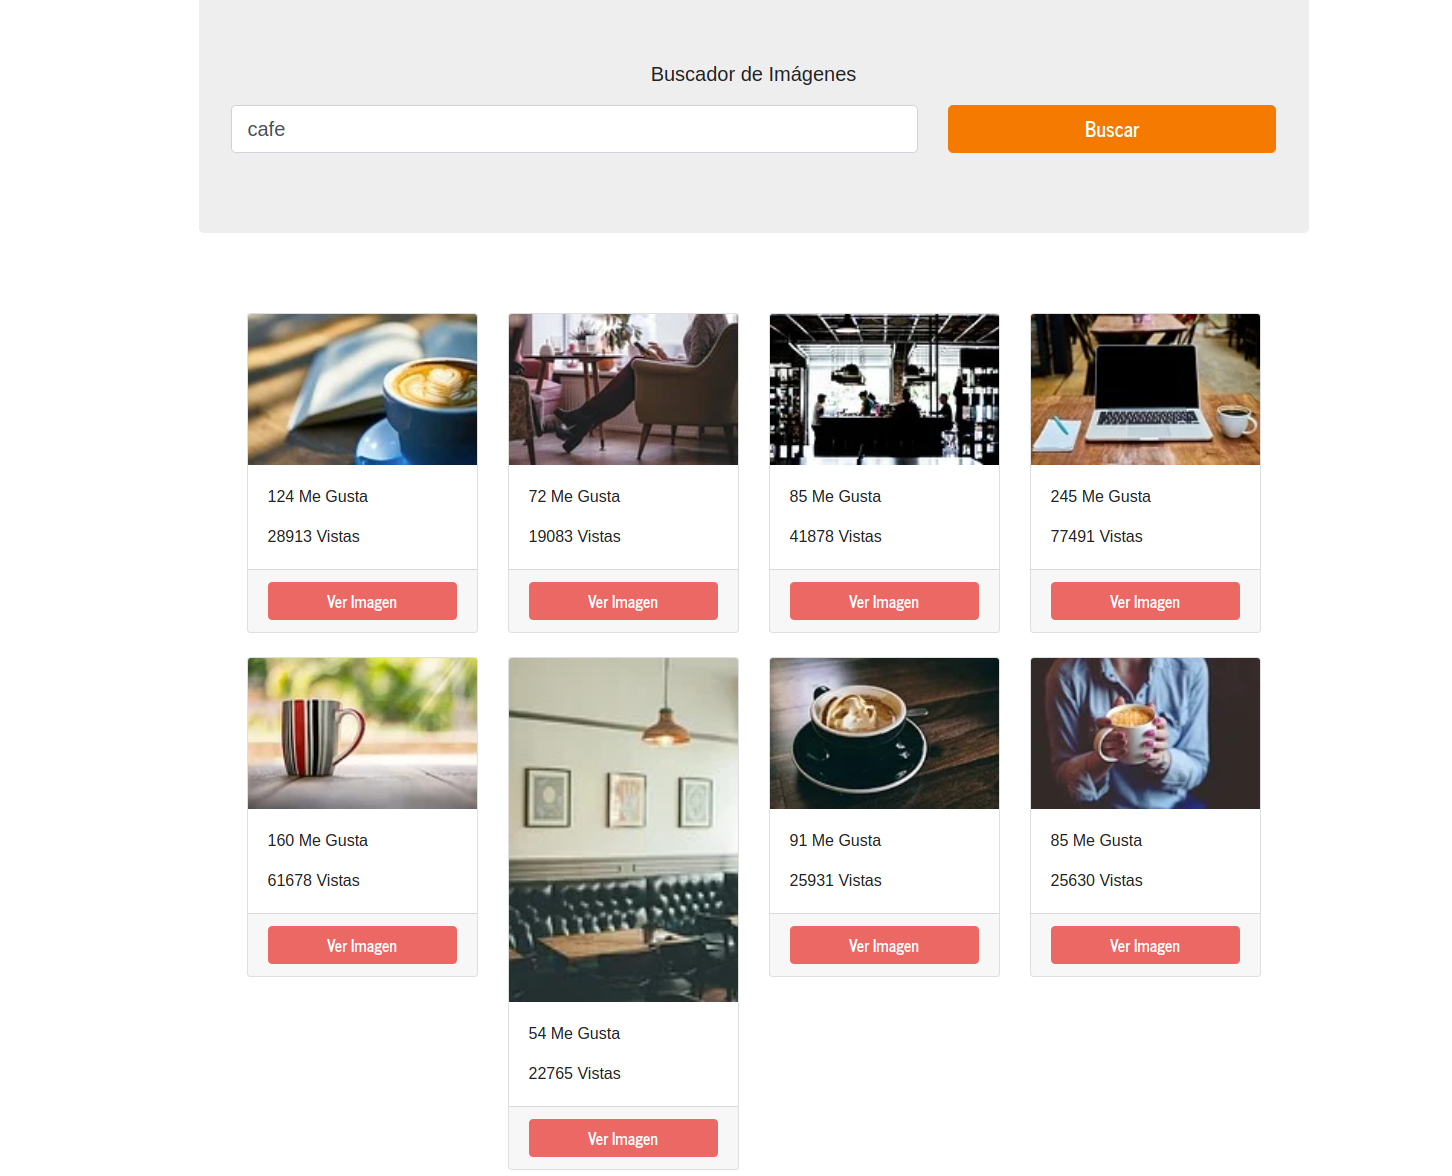 Buscador de Imágenes
cafe
Buscar
124 Me Gusta
28913 Vistas
Ver Imagen
72 Me Gusta
19083 Vistas
Ver Imagen
85 Me Gusta
41878 Vistas
Ver Imagen
245 Me Gusta
77491 Vistas
Ver Imagen
160 Me Gusta
61678 Vistas
Ver Imagen
54 Me Gusta
22765 Vistas
Ver Imagen
91 Me Gusta
25931 Vistas
Ver Imagen
85 Me Gusta
25630 Vistas
Ver Imagen